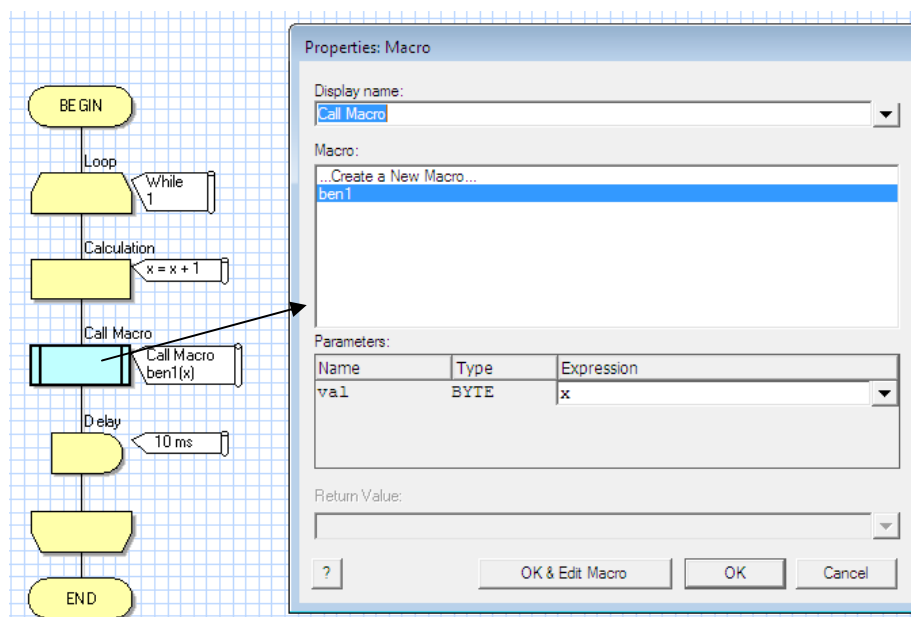 BEGIN
Loop
While
1
Calculation
x = x + 1
Call Macro
Call Macro
ben1(x)
Delay
10 ms
END
Properties: Macro
Display name:
Call Macro
Macro:
...Create a New Macro...
ben1
Parameters:
Name Type Expression
val BYTE x
Return Value:
? OK & Edit Macro OK Cancel